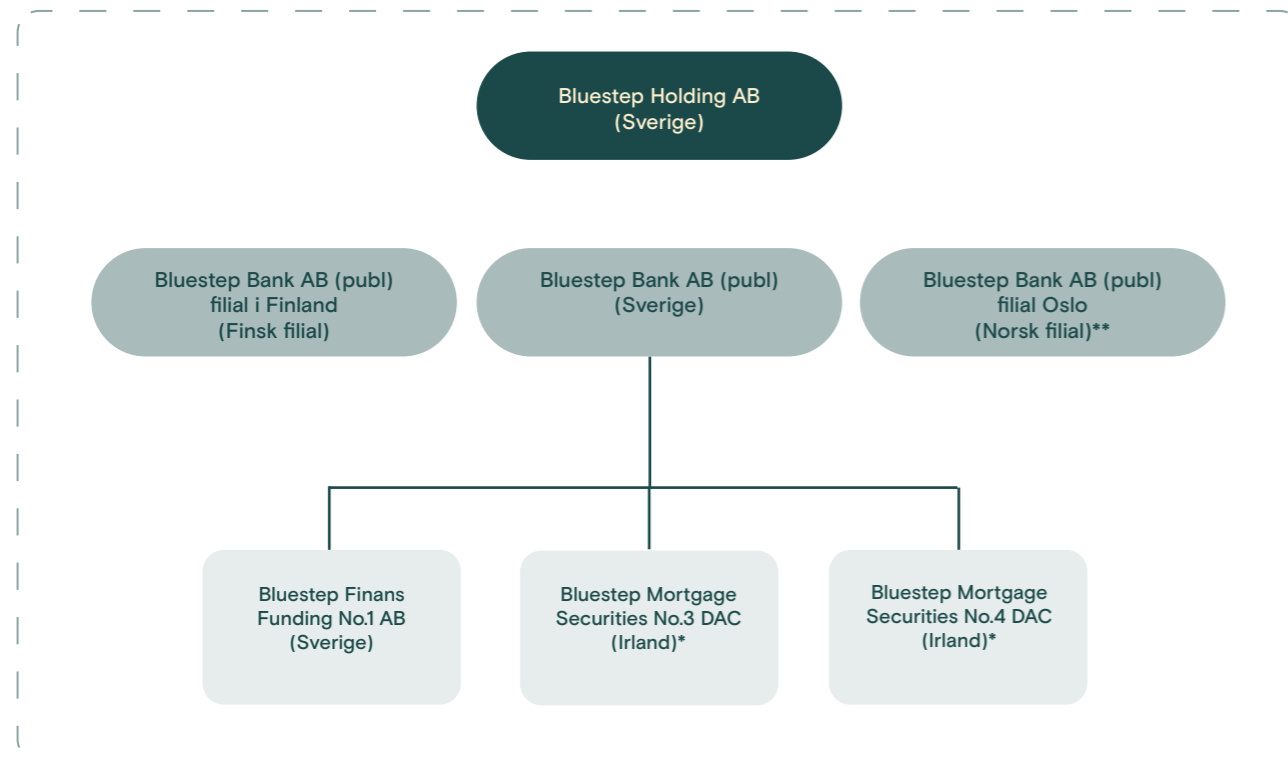 Bluestep Holding AB
(Sverige)
Bluestep Bank AB (publ)
filial i Finland
(Finsk filial)
Bluestep Bank AB (publ)
(Sverige)
Bluestep Bank AB (publ)
filial Oslo
(Norsk filial)**
Bluestep Finans
Funding No.1 AB
(Sverige)
Bluestep Mortgage
Securities No.3 DAC
(Irland)*
Bluestep Mortgage
Securities No.4 DAC
(Irland)*